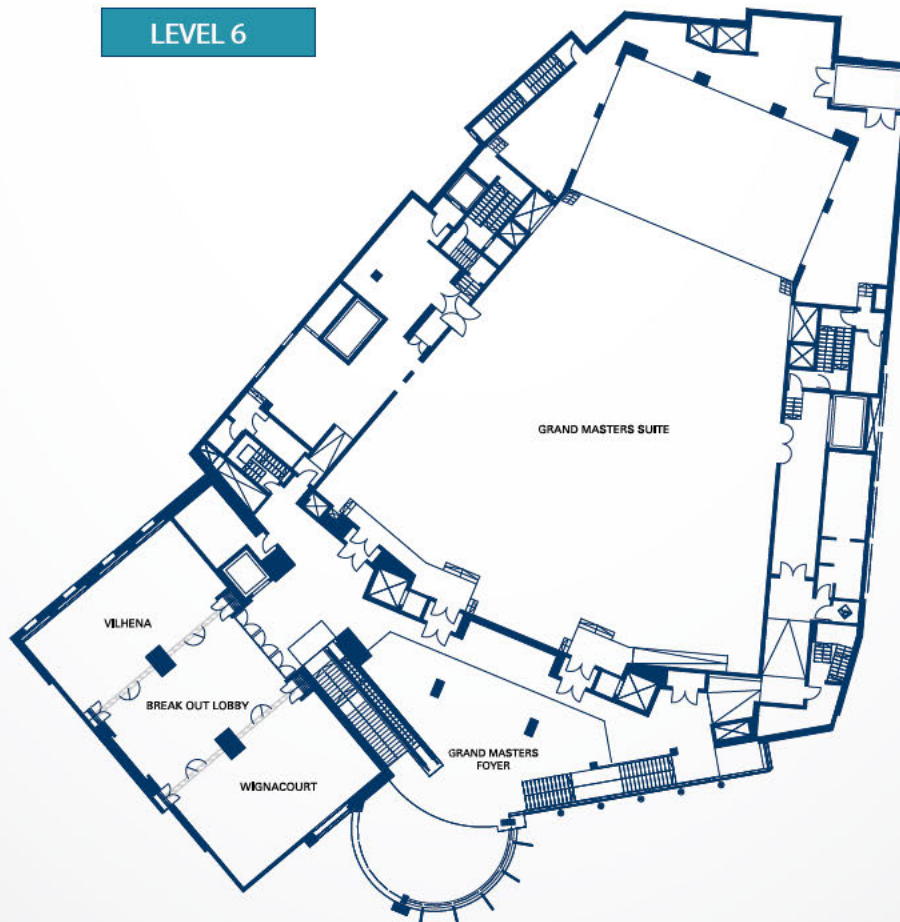 LEVEL 6
GRAND MASTERS SUITE
VILHENA
BREAK OUT LOBBY
WIGNACOURT
GRAND MASTERS
FOYER